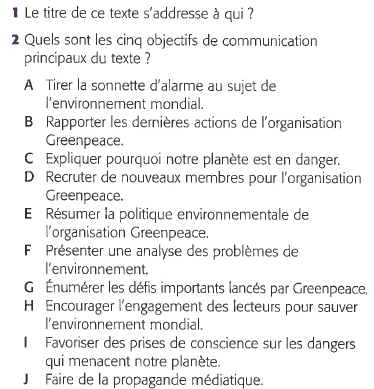 1 Le titre de ce texte s'addresse à qui ?
2 Quels sont les cinq objectifs de communication
principaux du texte ?
A Tirer la sonnette d'alarme au sujet de
l'environnement mondial.
B Rapporter les dernières actions de l'organisation
Greenpeace.
C Expliquer pourquoi notre planète est en danger.
D Recruter de nouveaux membres pour l'organisation
Greenpeace.
E Résumer la politique environnementale de
l'organisation Greenpeace.
F Présenter une analyse des problèmes de
l'environnement.
G Énumérer les défis importants lancés par Greenpeace.
H Encourager l'engagement des lecteurs pour sauver
l'environnement mondial.
I Favoriser des prises de conscience sur les dangers
qui menacent notre planète.
J Faire de la propagande médiatique.